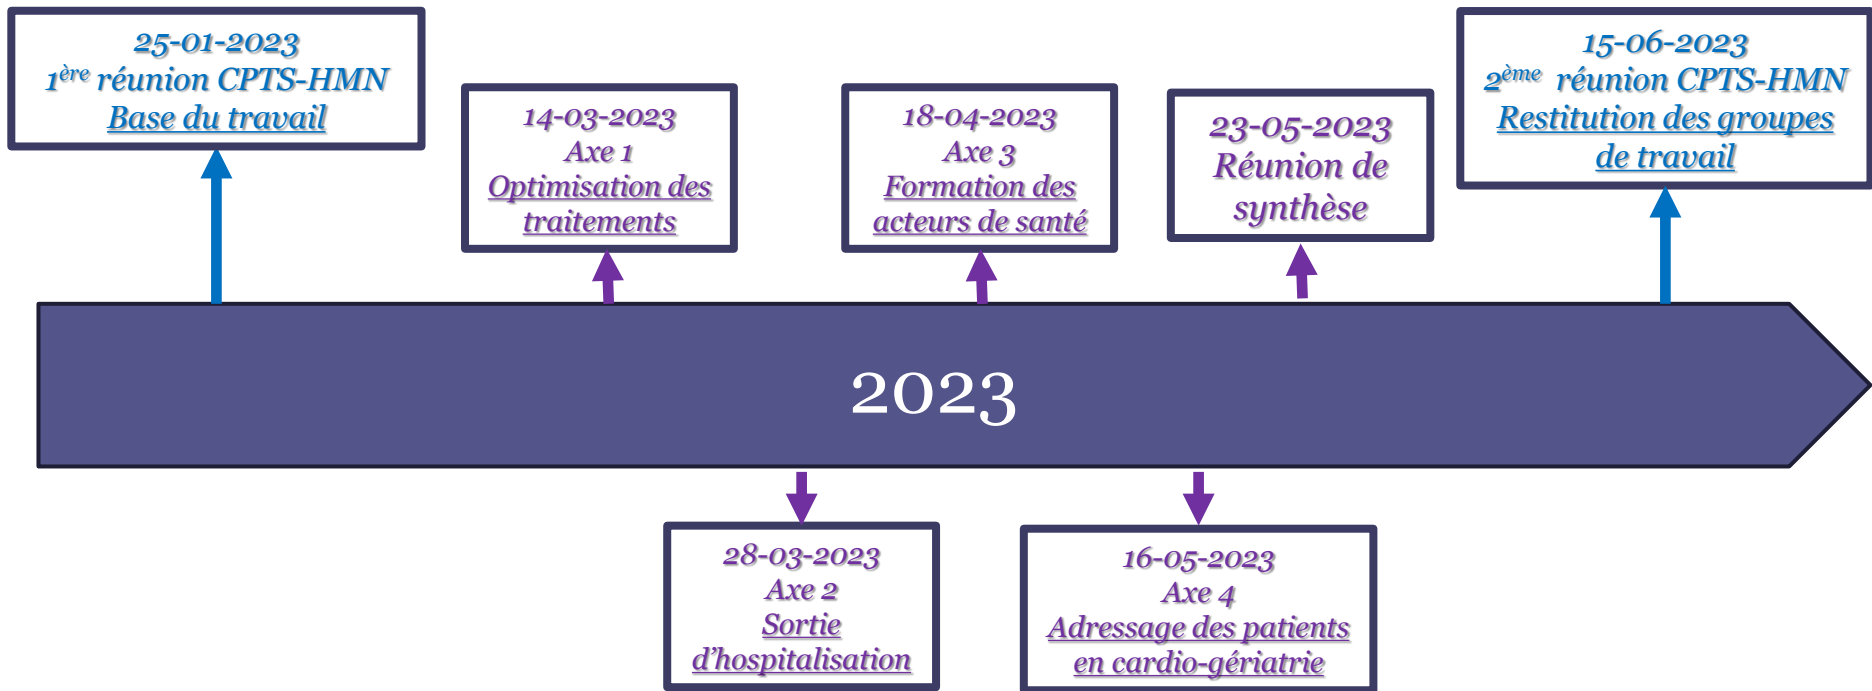 25-01-2023
1ère réunion CPTS-HMN
Base du travail
14-03-2023
Axe 1
Optimisation des
traitements
18-04-2023
Axe 3
Formation des
acteurs de santé
23-05-2023
Réunion de
synthèse
15-06-2023
2ème réunion CPTS-HMN
Restitution des groupes
de travail
2023
28-03-2023
Axe 2
Sortie
d'hospitalisation
16-05-2023
Axe 4
Adressage des patients
en cardio-gériatrie